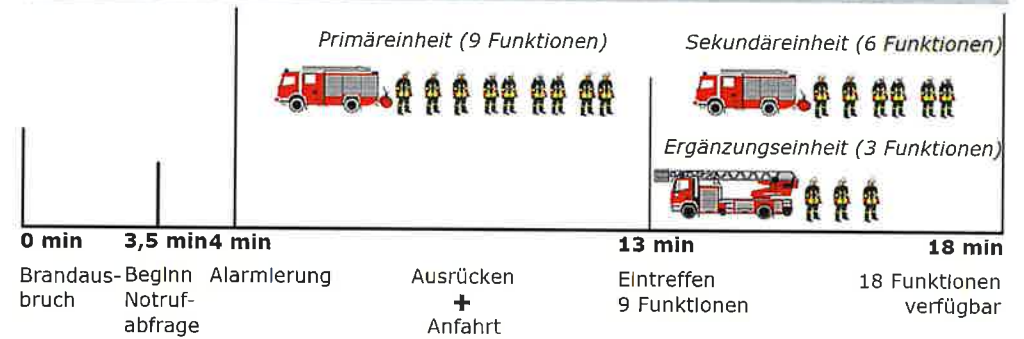 Primäreinheit (9 Funktionen)
Sekundäreinheit (6 Funktionen)
Ergänzungseinheit (3 Funktionen)
0 min
3,5 min
4 min
13 min
18 min
Brandaus-
bruch
Beginn
Notruf-
abfrage
Alarmierung
Ausrücken
+
Anfahrt
Eintreffen
9 Funktionen
18 Funktionen
verfügbar